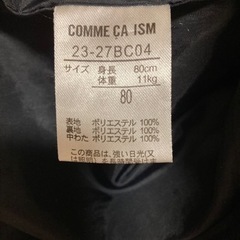 COMME CA ISM
23-27BC04
サイズ 身長 80cm
体重 11kg
80
表地 ポリエステル 100%
裏地 ポリエステル 100%
中わた ポリエステル 100%
この商品は、強い日光(又